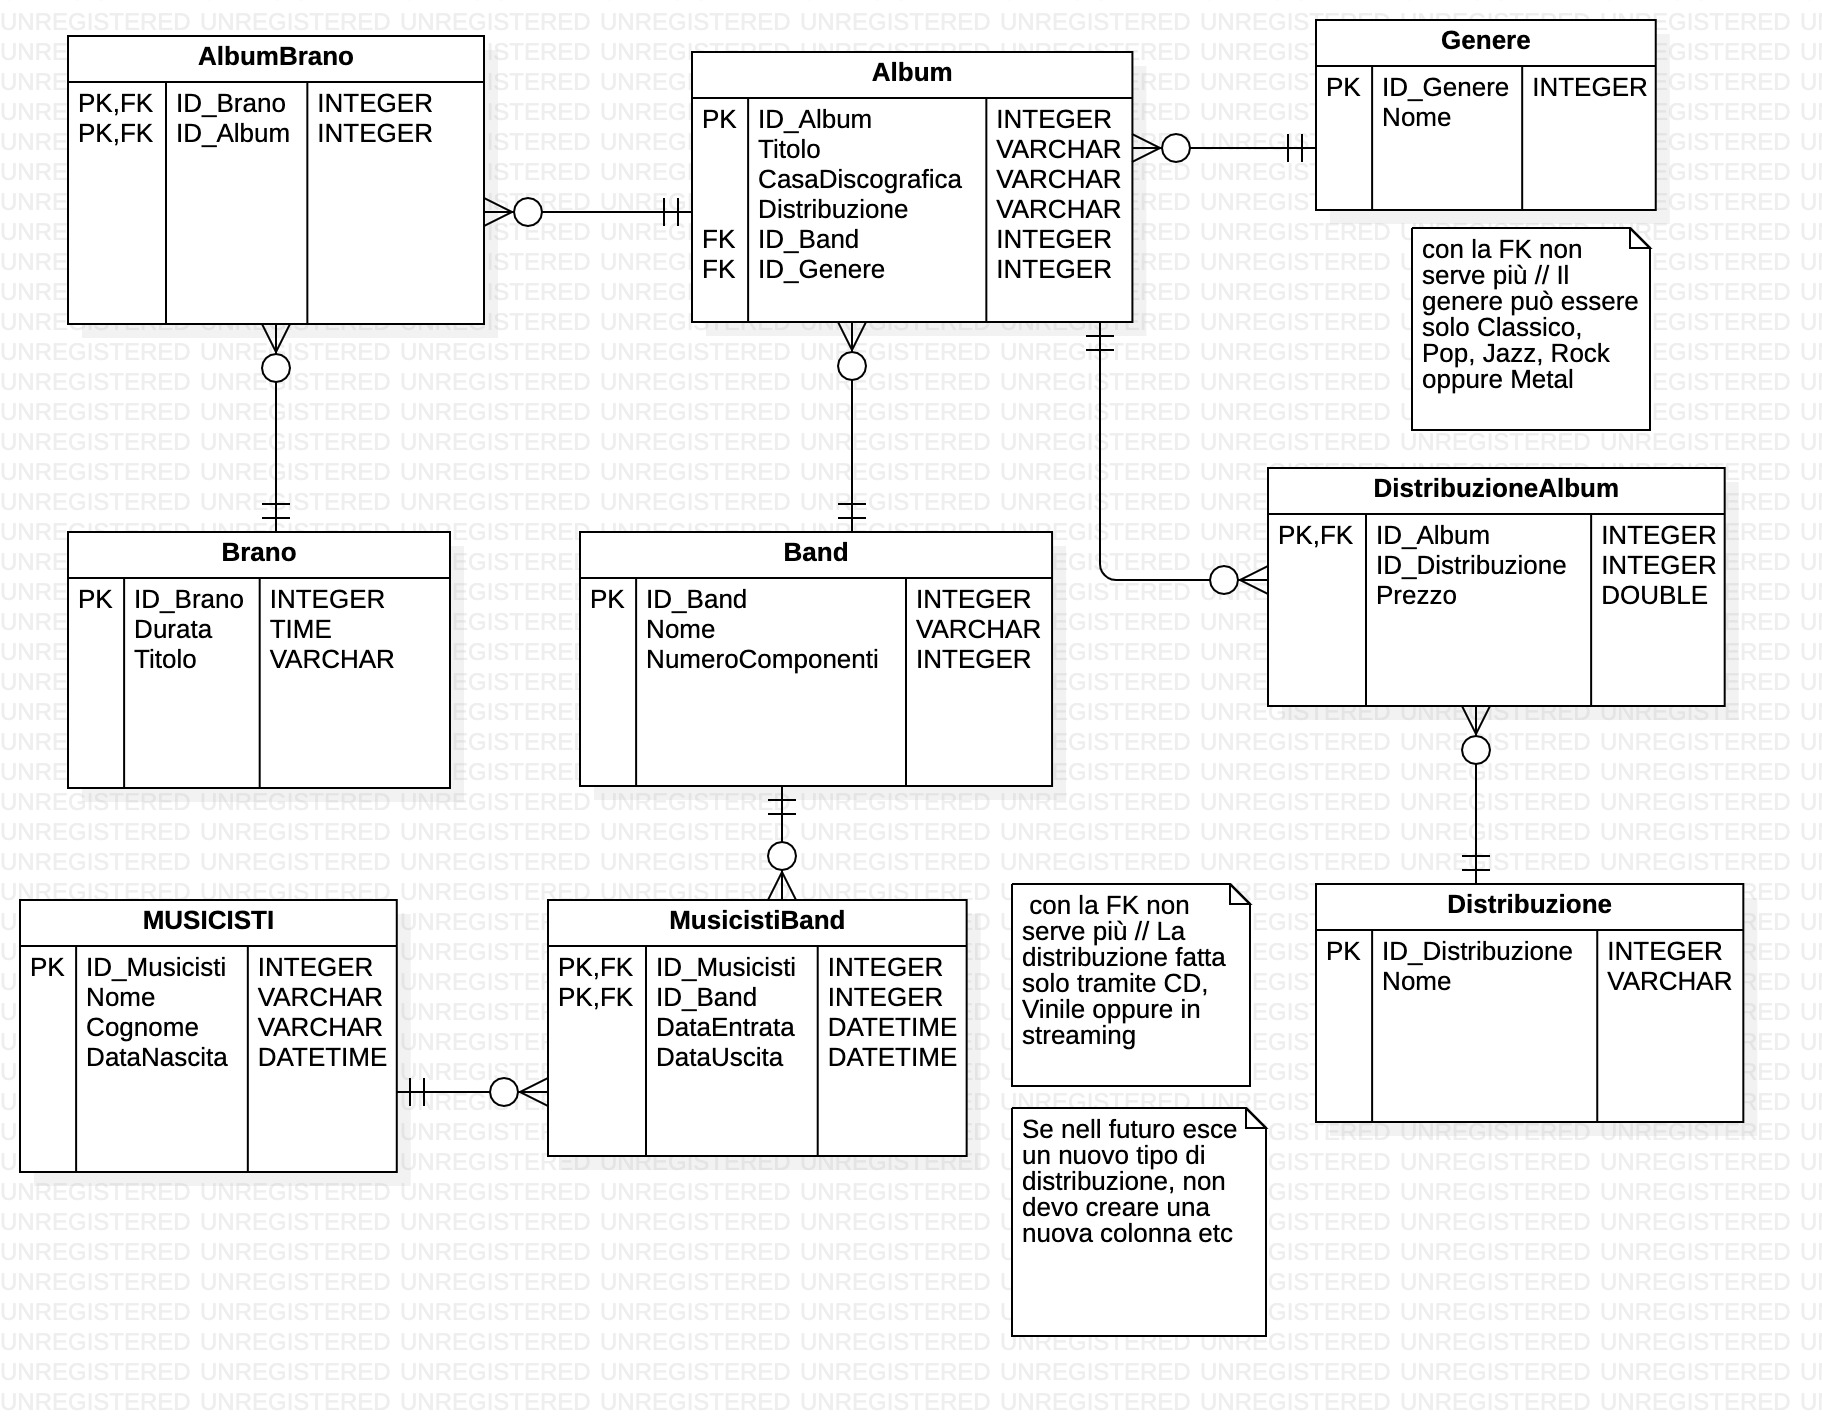 AlbumBrano
PK,FK ID_Brano INTEGER
PK,FK ID_Album INTEGER
Album
PK ID_Album INTEGER
Titolo VARCHAR
CasaDiscografica VARCHAR
Distribuzione VARCHAR
FK ID_Band INTEGER
FK ID_Genere INTEGER
Genere
PK ID_Genere INTEGER
Nome
con la FK non
serve più // Il
genere può essere
solo Classico,
Pop, Jazz, Rock
oppure Metal
Brano
PK ID_Brano INTEGER
Durata TIME
Titolo VARCHAR
Band
PK ID_Band INTEGER
Nome VARCHAR
NumeroComponenti INTEGER
DistribuzioneAlbum
PK,FK ID_Album INTEGER
ID_Distribuzione INTEGER
Prezzo DOUBLE
MUSICISTI
PK ID_Musicisti INTEGER
Nome VARCHAR
Cognome VARCHAR
DataNascita DATETIME
MusicistiBand
PK,FK ID_Musicisti INTEGER
PK,FK ID_Band INTEGER
DataEntrata DATETIME
DataUscita DATETIME
con la FK non
serve più // La
distribuzione fatta
solo tramite CD,
Vinile oppure in
streaming
Distribuzione
PK ID_Distribuzione INTEGER
Nome VARCHAR
Se nell futuro esce
un nuovo tipo di
distribuzione, non
devo creare una
nuova colonna etc
UNREGISTERED